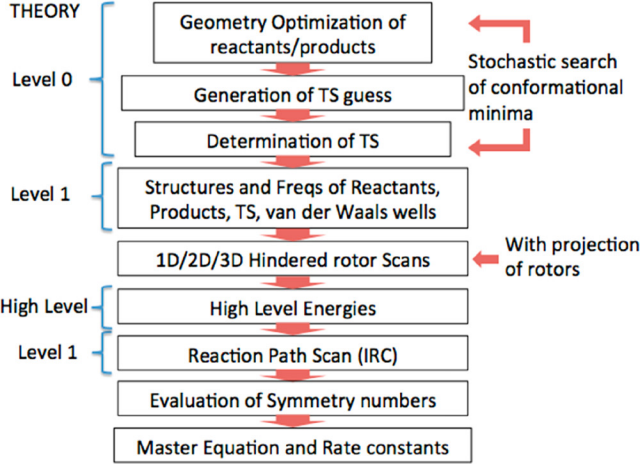 THEORY
Level 0
Geometry Optimization of
reactants/products
Generation of TS guess
Determination of TS
Stochastic search
of conformational
minima
Level 1
Structures and Freqs of Reactants,
Products, TS, van der Waals wells
1D/2D/3D Hindered rotor Scans
With projection
of rotors
High Level
High Level Energies
Level 1
Reaction Path Scan (IRC)
Evaluation of Symmetry numbers
Master Equation and Rate constants